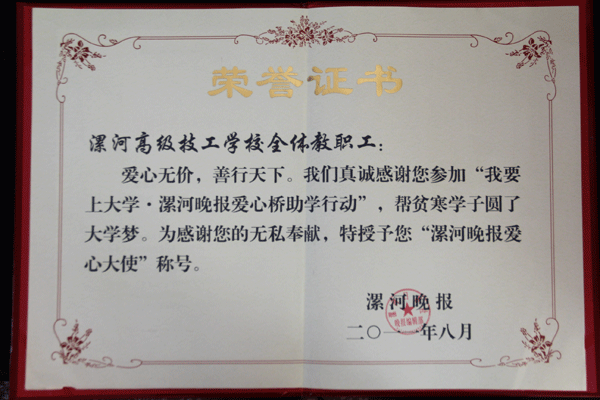 荣誉证书
漯河高级技工学校全体教职工：
爱心无价，善行天下。我们真诚感谢您参加“我要
上大学·漯河晚报爱心桥助学行动”，帮贫寒学子圆了
大学梦。为感谢您的无私奉献，特授予您“漯河晚报爱
心大使”称号。
漯河晚报
二〇一一年八月